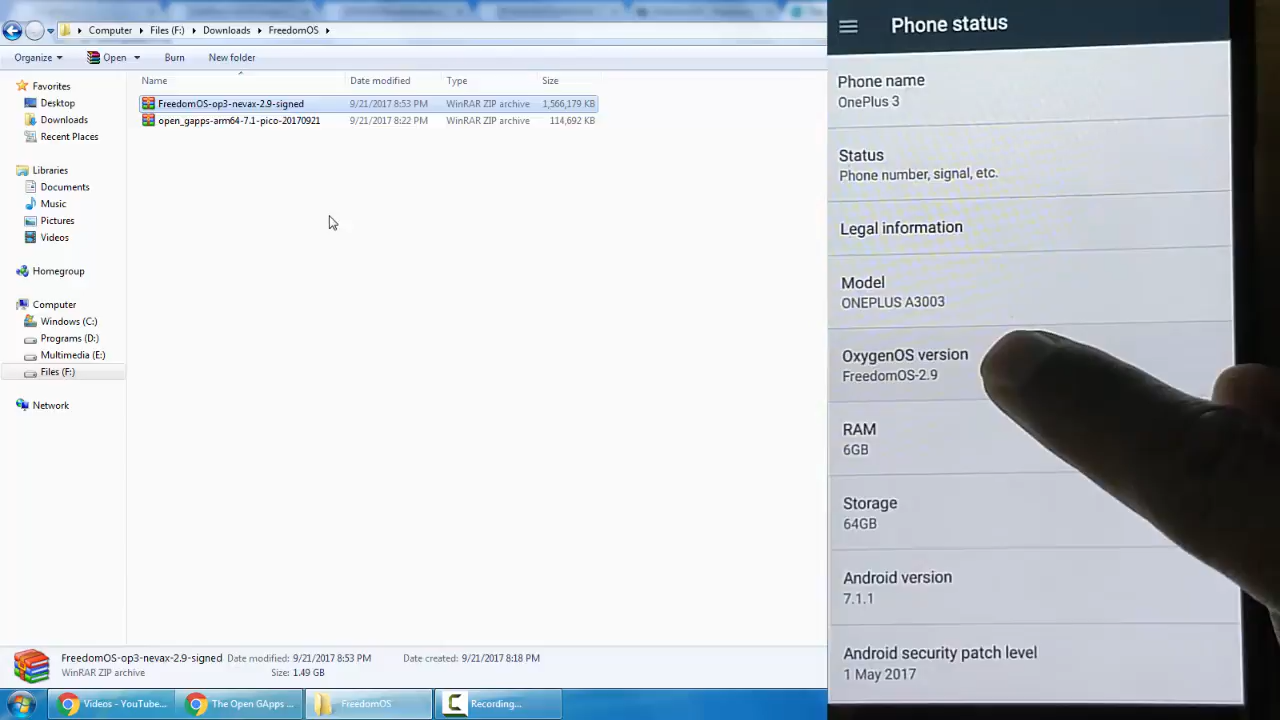 Computer
Files (F:)
Downloads
FreedomOS
Organize
Open
Burn
New folder
Name
Date modified
Type
Size
Favorites
Desktop
Downloads
Recent Places
Libraries
Documents
Music
Pictures
Videos
Homegroup
Computer
Windows (C:)
Programs (D:)
Multimedia (E:)
Files (F:)
Network
FreedomOS-op3-nevax-2.9-signed 9/21/2017 8:53 PM WinRAR ZIP archive 1,566,179 KB
open_gapps-arm64-7.1-pico-20170921 9/21/2017 8:22 PM WinRAR ZIP archive 114,692 KB
FreedomOS-op3-nevax-2.9-signed Date modified: 9/21/2017 8:53 PM Date created: 9/21/2017 8:18 PM
WinRAR ZIP archive Size: 1.49 GB
Videos - YouTube...
The Open GApps ...
FreedomOS
Recording...
Phone status
Phone name
OnePlus 3
Status
Phone number, signal, etc.
Legal information
Model
ONEPLUS A3003
OxygenOS version
FreedomOS-2.9
RAM
6GB
Storage
64GB
Android version
7.1.1
Android security patch level
1 May 2017